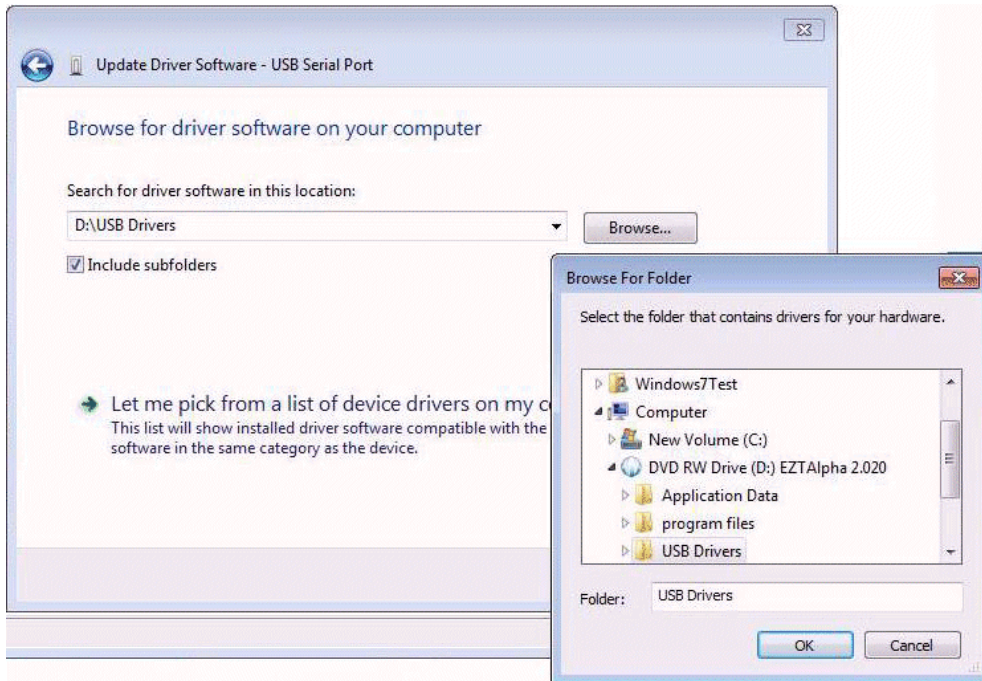 Update Driver Software - USB Serial Port
Browse for driver software on your computer
Search for driver software in this location:
D:\USB Drivers
Browse...
Include subfolders
Let me pick from a list of device drivers on my
This list will show installed driver software compatible with the
software in the same category as the device.
Browse For Folder
Select the folder that contains drivers for your hardware.
Windows7Test
Computer
New Volume (C:)
DVD RW Drive (D:) EZTAlpha 2.020
Application Data
program files
USB Drivers
Folder:
USB Drivers
OK
Cancel